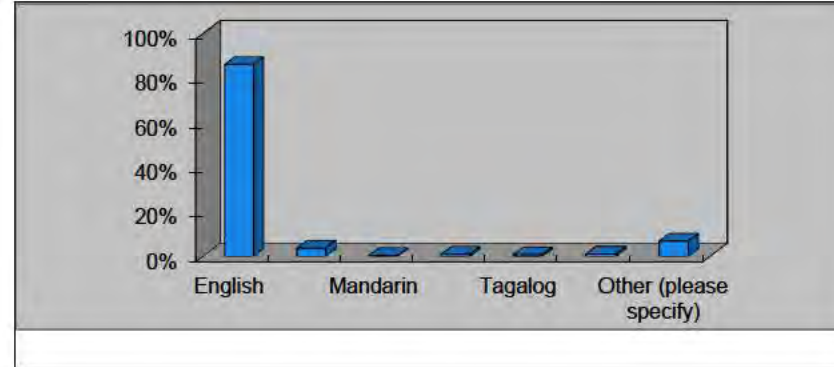 100%
80%
60%
40%
20%
0%
English
Mandarin
Tagalog
Other (please
specify)